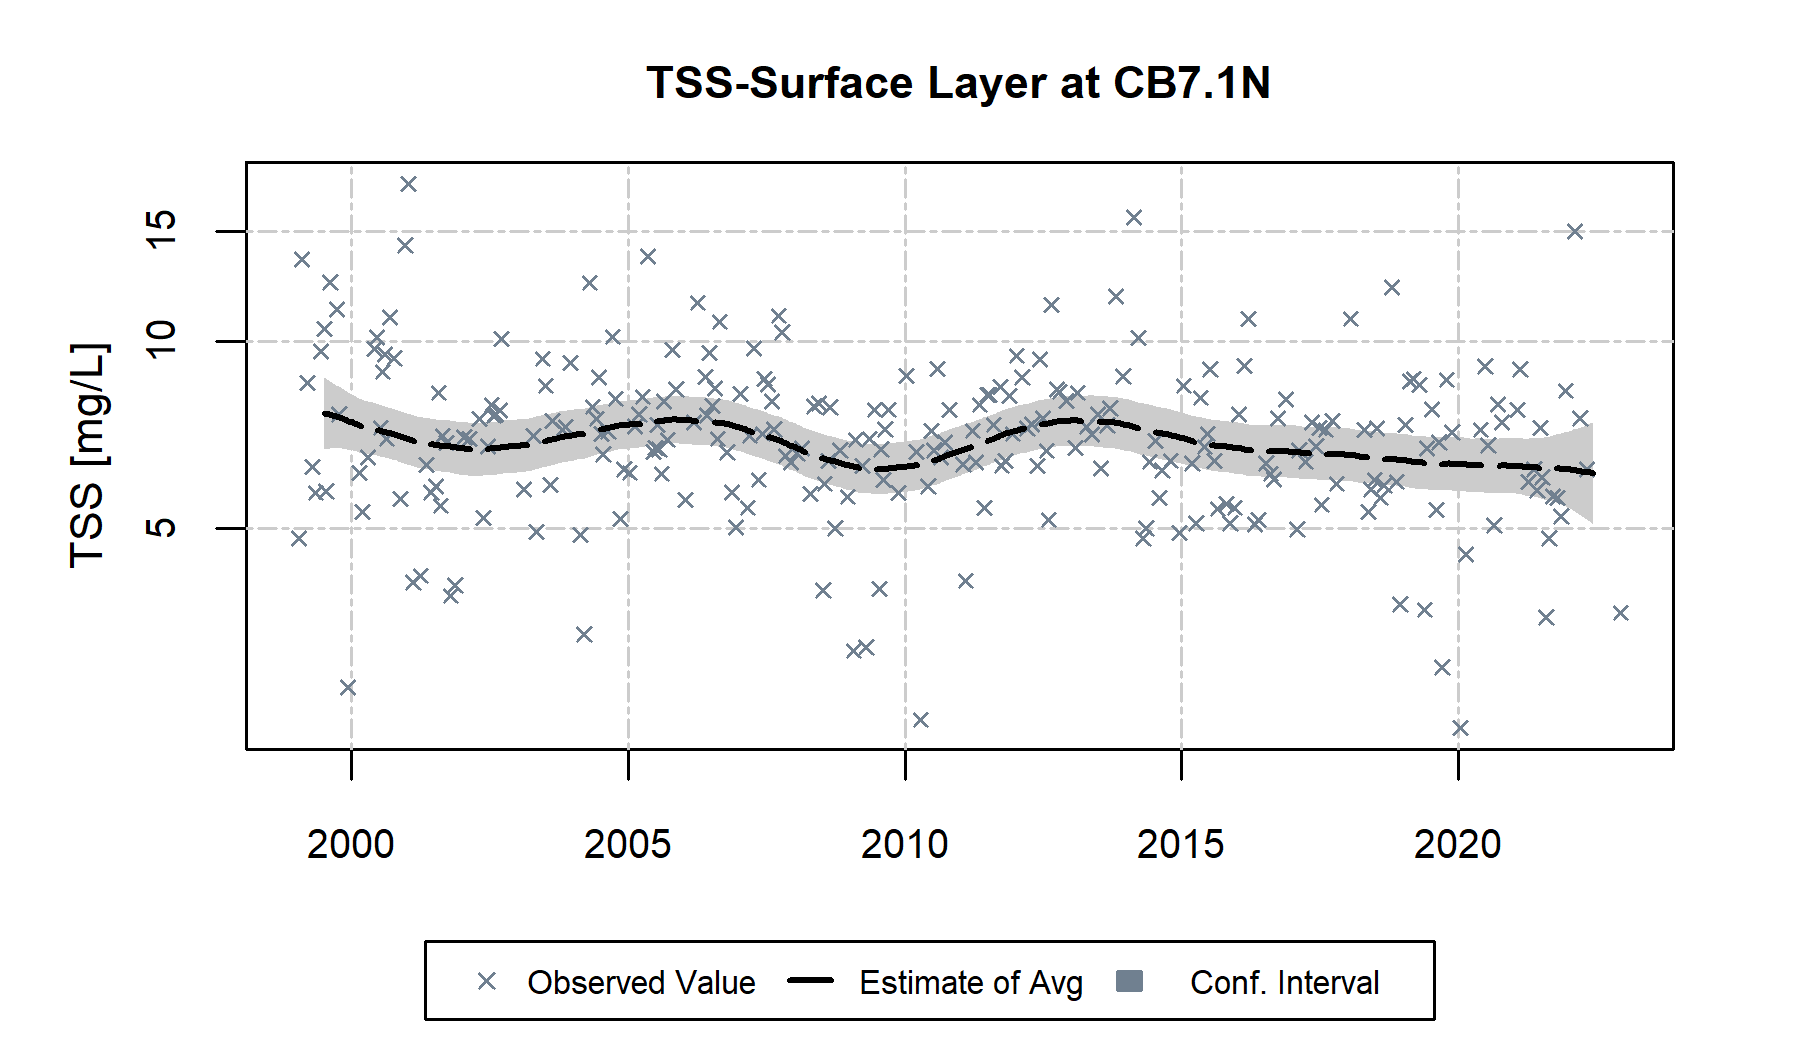 TSS-Surface Layer at CB7.1N
TSS [mg/L]
15
10
5
2000 2005 2010 2015 2020
Observed Value Estimate of Avg Conf. Interval